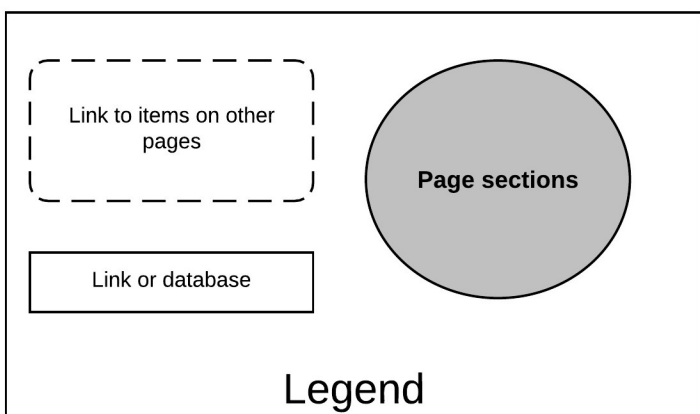 Link to items on other
pages
Page sections
Link or database
Legend